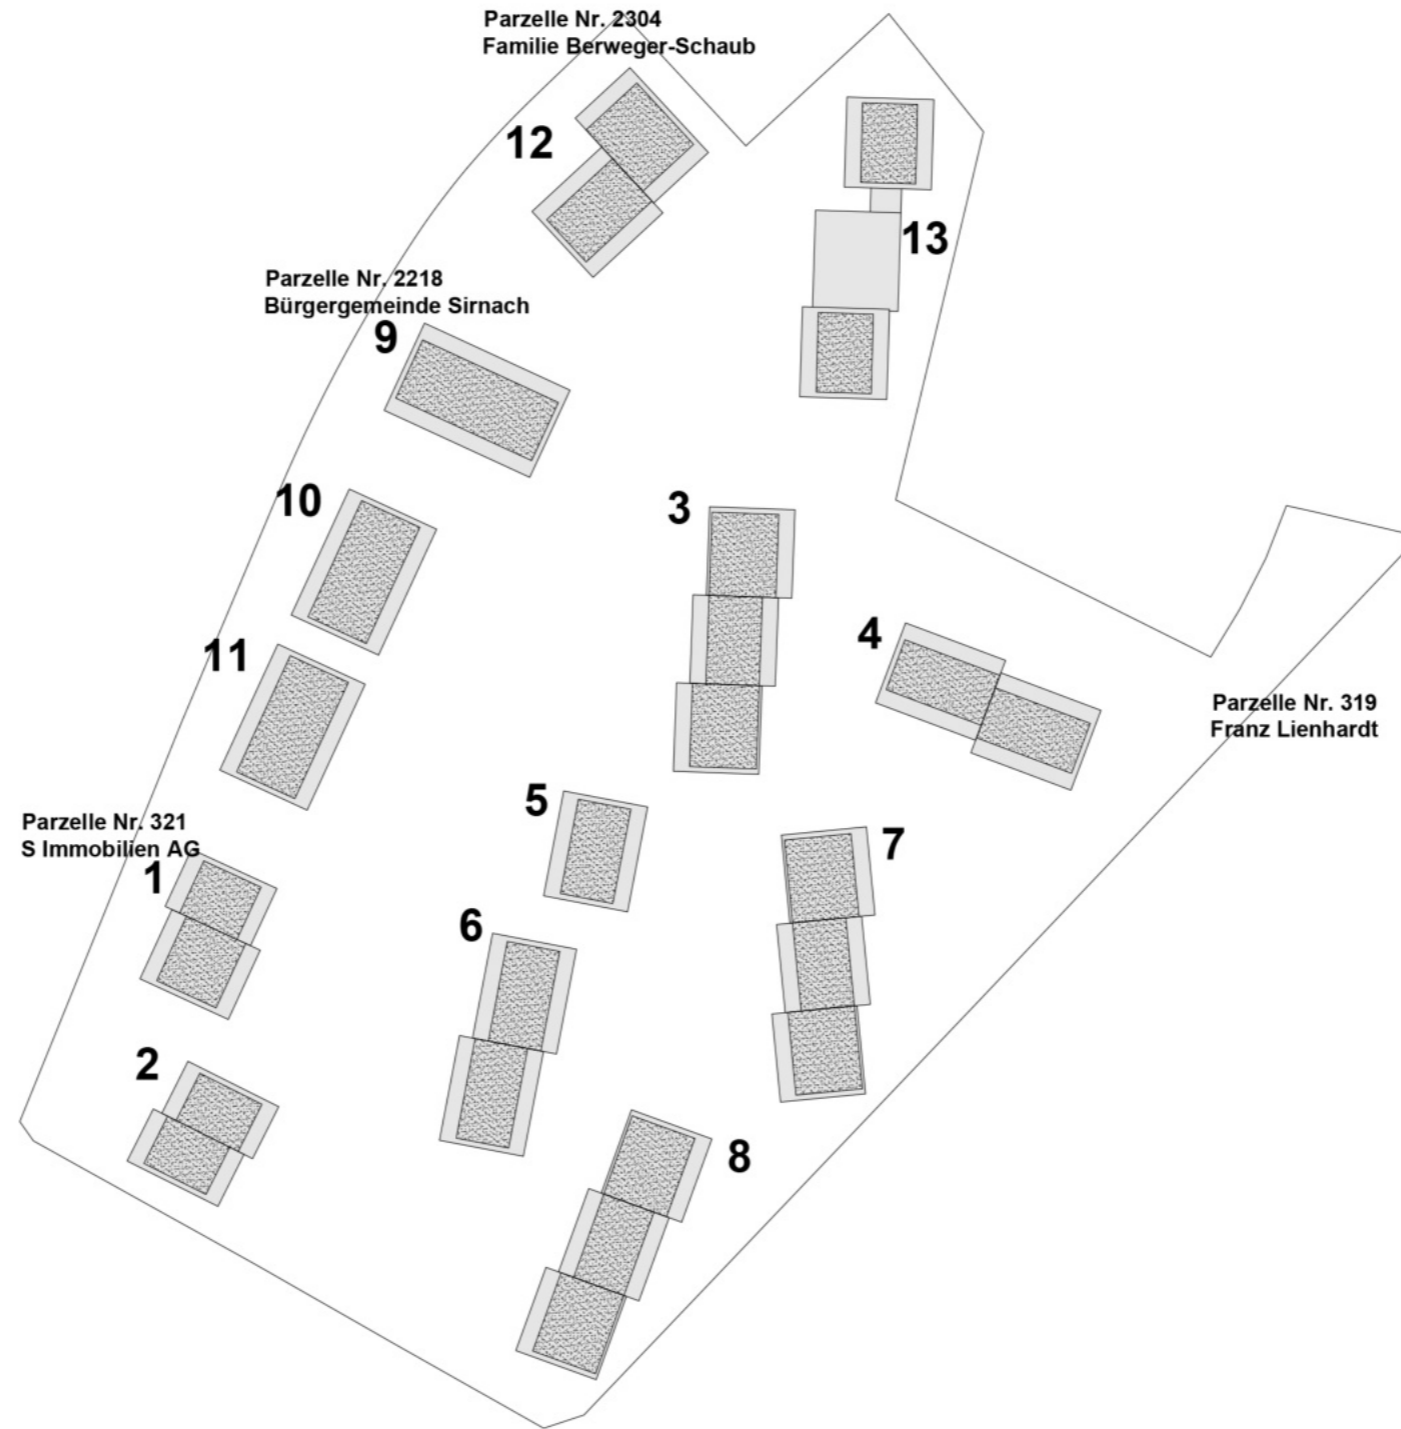 Parzelle Nr. 2304
Familie Berweger-Schaub
12
13
Parzelle Nr. 2218
Bürgergemeinde Sirnach
9
10
3
11
4
Parzelle Nr. 319
Franz Lienhardt
5
Parzelle Nr. 321
S Immobilien AG
7
1
6
2
8